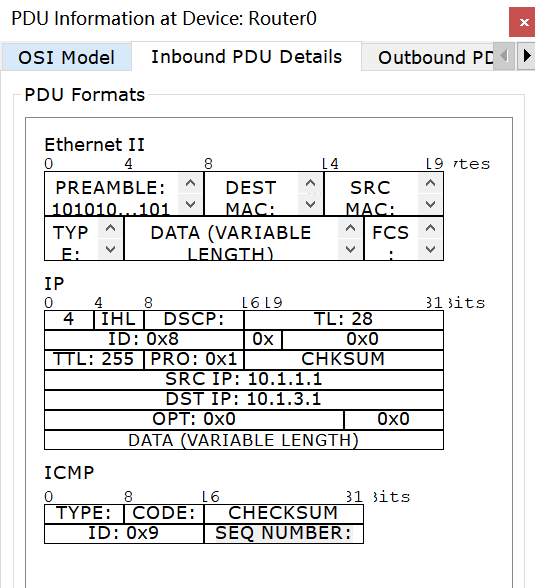 PDU Information at Device: Router0
OSI Model Inbound PDU Details Outbound PD
PDU Formats
Ethernet II
0 4 8 14 19 ytes
PREAMBLE: DEST SRC
101010...101 MAC: MAC:
TYP DATA (VARIABLE FCS
E: LENGTH) :
IP
0 4 8 16 19 31 Bits
4 IHL DSCP: TL: 28
ID: 0x8 0x 0x0
TTL: 255 PRO: 0x1 CHKSUM
SRC IP: 10.1.1.1
DST IP: 10.1.3.1
OPT: 0x0 0x0
DATA (VARIABLE LENGTH)
ICMP
0 8 16 31 Bits
TYPE: CODE: CHECKSUM
ID: 0x9 SEQ NUMBER: